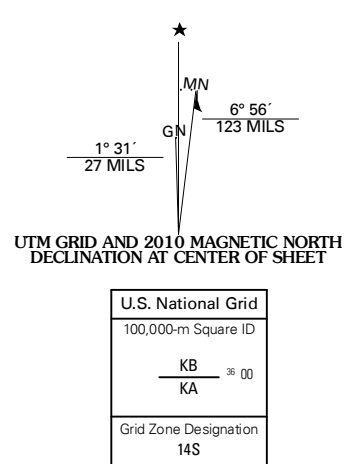 ★
MN
GN
6° 56´
123 MILS
1° 31´
27 MILS
UTM GRID AND 2010 MAGNETIC NORTH
DECLINATION AT CENTER OF SHEET
U.S. National Grid
100,000-m Square ID
KB
36 00
KA
Grid Zone Designation
14S